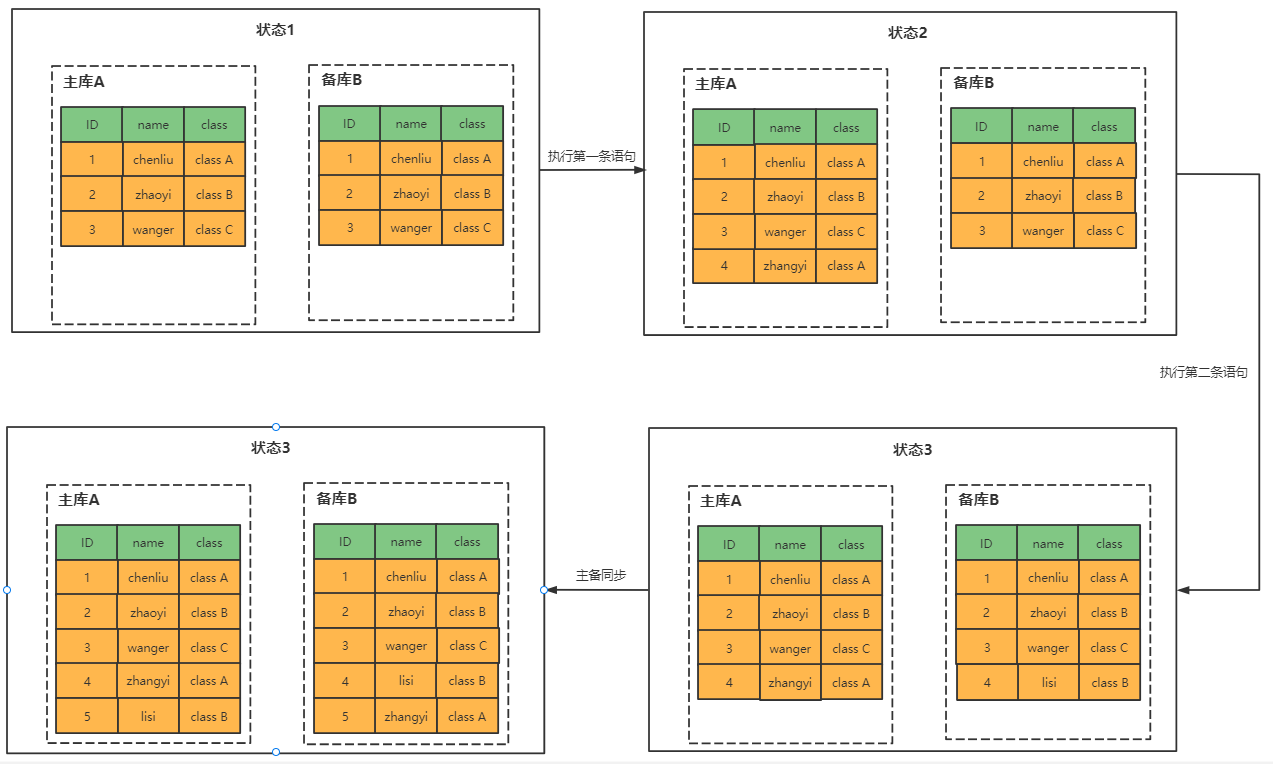 状态1
主库A
ID name class
1 chenliu class A
2 zhaoyi class B
3 wanger class C
备库B
ID name class
1 chenliu class A
2 zhaoyi class B
3 wanger class C
执行第一条语句
状态2
主库A
ID name class
1 chenliu class A
2 zhaoyi class B
3 wanger class C
4 zhangyi class A
备库B
ID name class
1 chenliu class A
2 zhaoyi class B
3 wanger class C
执行第二条语句
状态3
主库A
ID name class
1 chenliu class A
2 zhaoyi class B
3 wanger class C
4 zhangyi class A
备库B
ID name class
1 chenliu class A
2 zhaoyi class B
3 wanger class C
4 lisi class B
主备同步
状态3
主库A
ID name class
1 chenliu class A
2 zhaoyi class B
3 wanger class C
4 zhangyi class A
5 lisi class B
备库B
ID name class
1 chenliu class A
2 zhaoyi class B
3 wanger class C
4 lisi class B
5 zhangyi class A